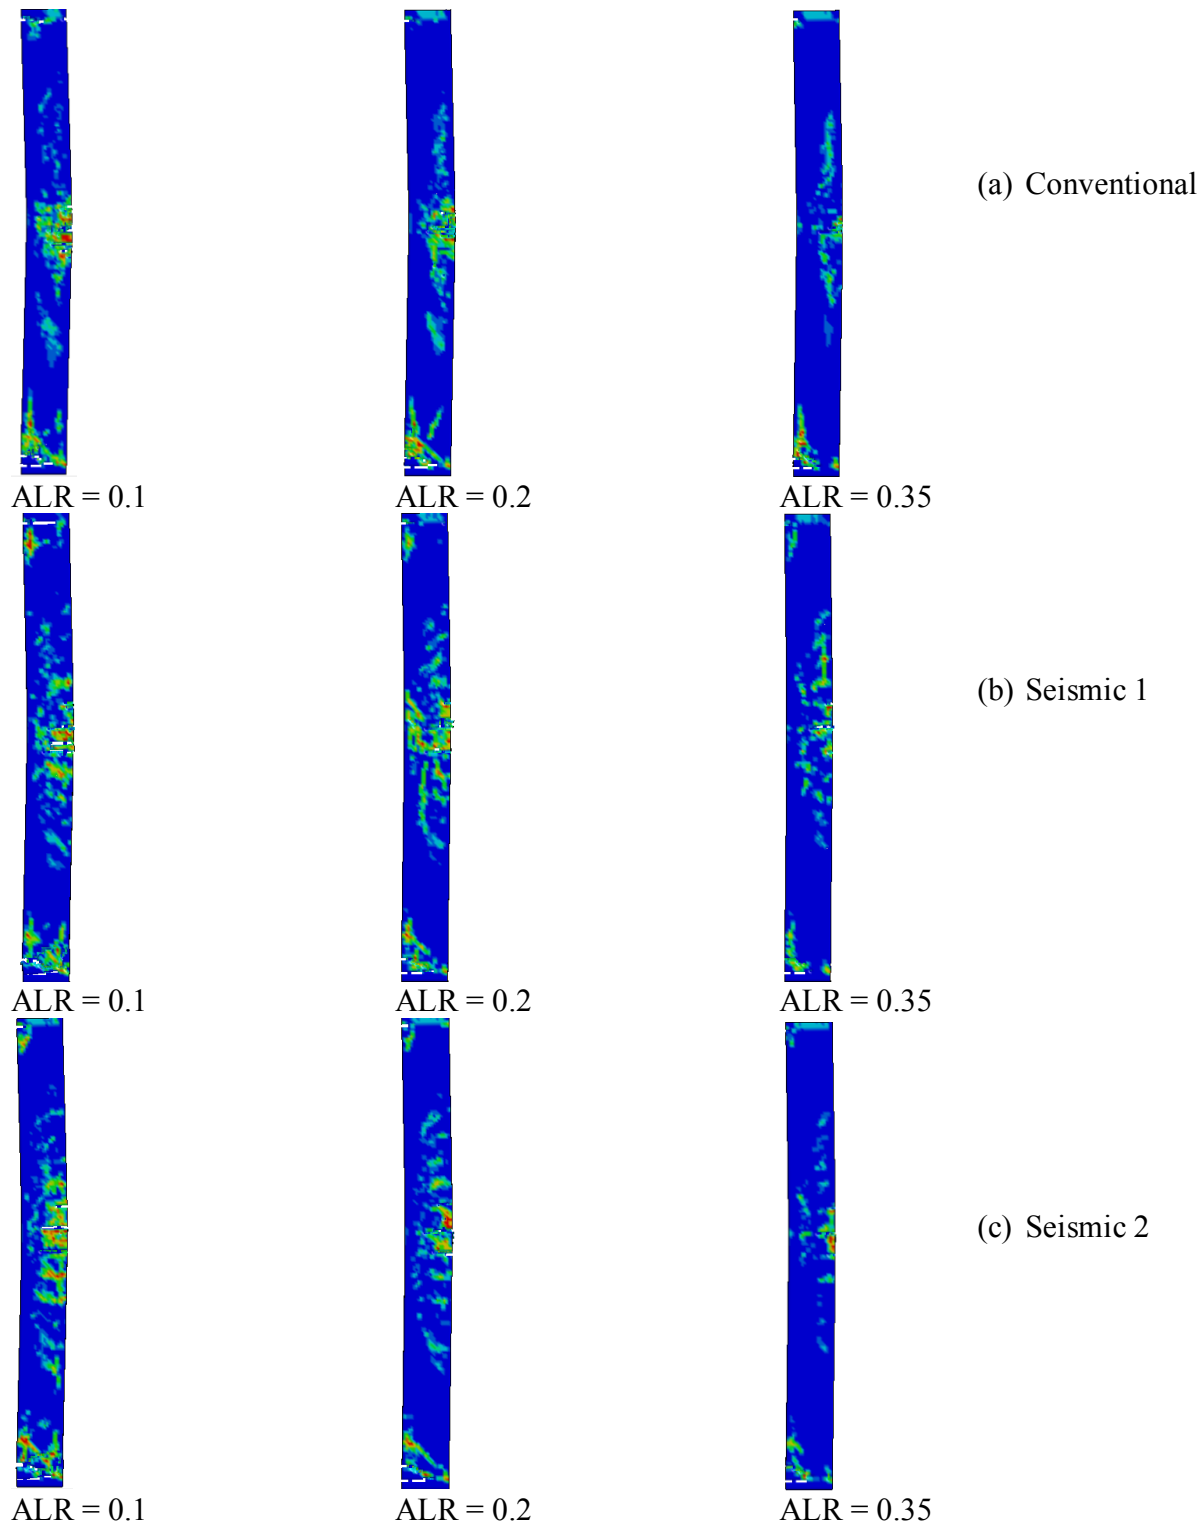 (a) Conventional
ALR = 0.1
ALR = 0.2
ALR = 0.35
(b) Seismic 1
ALR = 0.1
ALR = 0.2
ALR = 0.35
(c) Seismic 2
ALR = 0.1
ALR = 0.2
ALR = 0.35